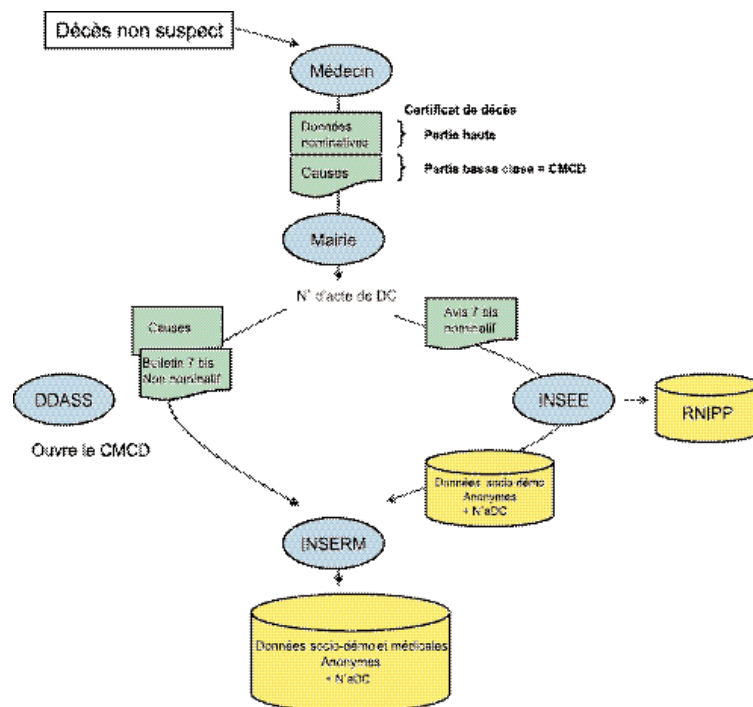 Décès non suspect
Médecin
Certificat de décès
Données
nominatives
Partie haute
Causes
Partie basse close = CMCD
Mairie
N° d'acte de DC
Avis 7 bis
nominatif
Causes
Bulletin 7 bis
Non nominatif
DDASS
INSEE
RNIPP
Ouvre le CMCD
Données socio-démo
Anonymes
+ N°aDC
INSERM
Données socio-démo et médicales
Anonymes
+ N°aDC